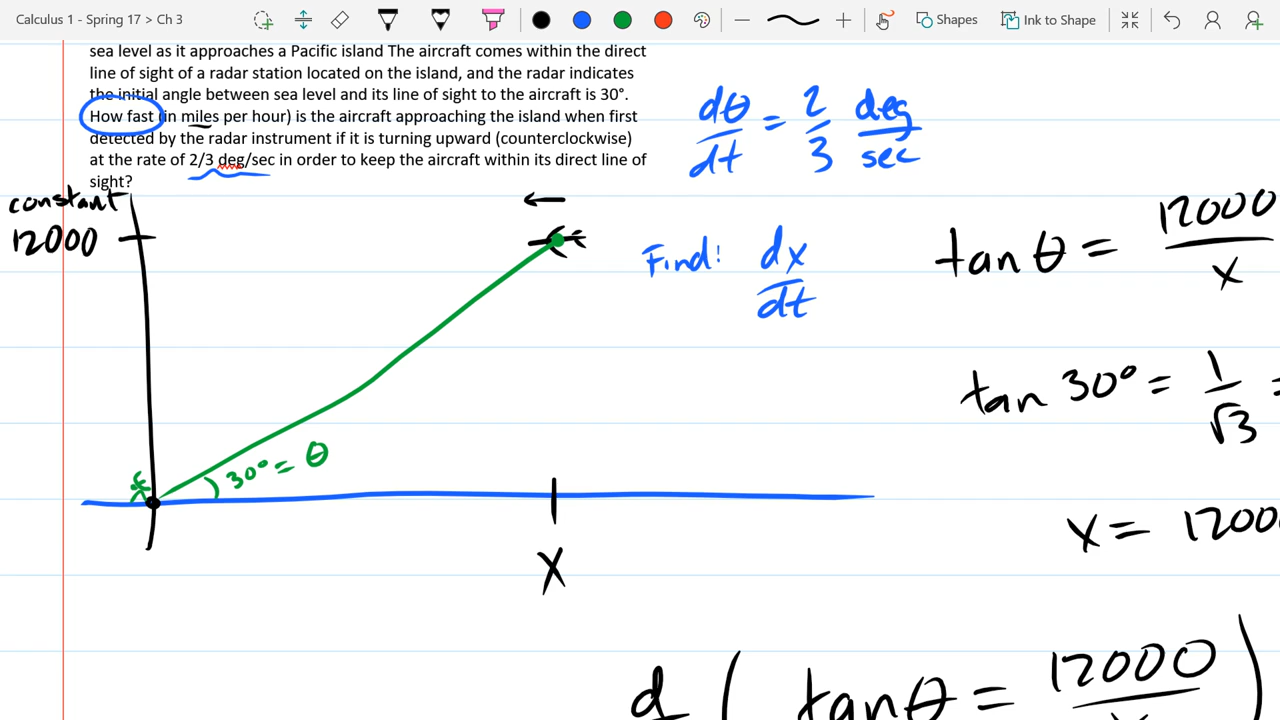 Calculus 1 - Spring 17 > Ch 3
Shapes
Ink to Shape
sea level as it approaches a Pacific island The aircraft comes within the direct
line of sight of a radar station located on the island, and the radar indicates
the initial angle between sea level and its line of sight to the aircraft is 30°.
How fast (in miles per hour) is the aircraft approaching the island when first
detected by the radar instrument if it is turning upward (counterclockwise)
at the rate of 2/3 deg/sec in order to keep the aircraft within its direct line of
sight?
dθ/dt = 2/3 deg/sec
constant
12000
Find: dx/dt
tan θ = 12000/x
tan 30° = 1/√3 =
30° = θ
x = 1200
X
d ( tan θ = 12000/x )